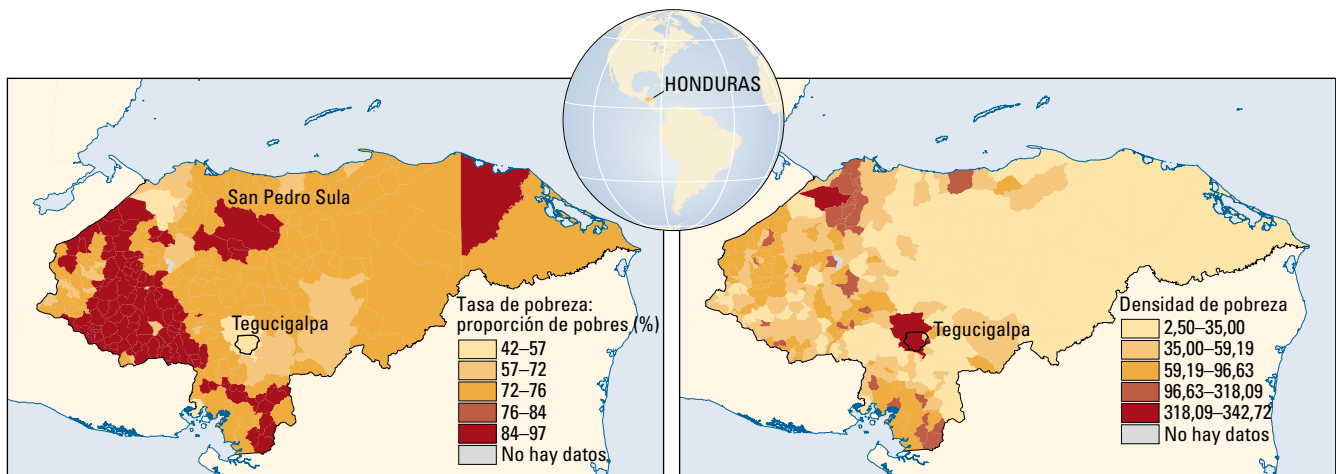 HONDURAS
San Pedro Sula
Tegucigalpa
Tasa de pobreza:
proporción de pobres (%)
42–57
57–72
72–76
76–84
84–97
No hay datos
Tegucigalpa
Densidad de pobreza
2,50–35,00
35,00–59,19
59,19–96,63
96,63–318,09
318,09–342,72
No hay datos